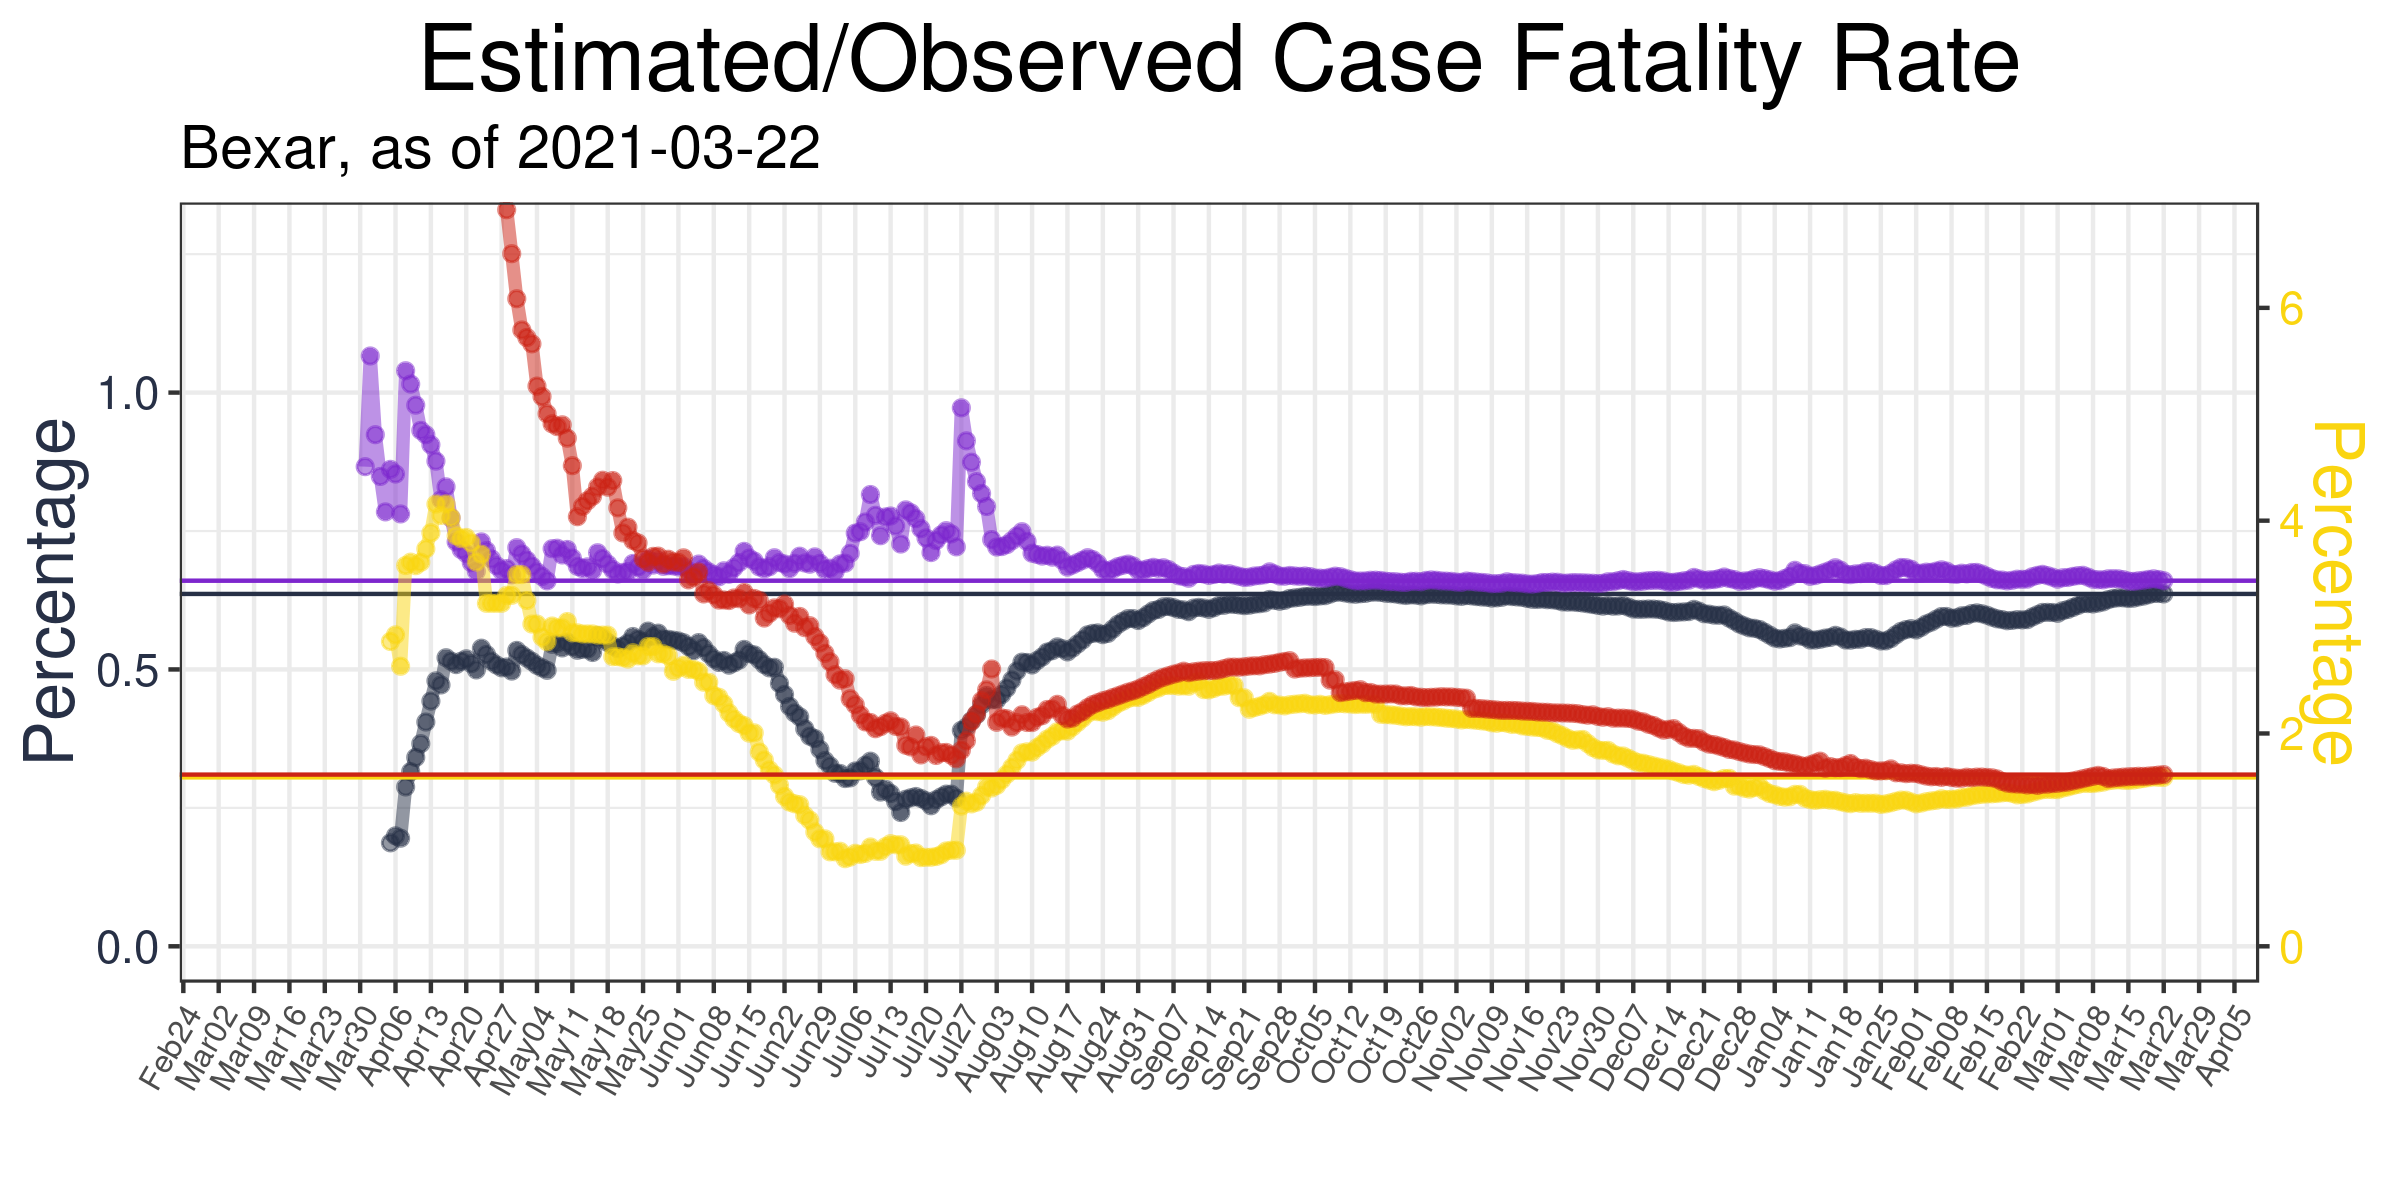 Estimated/Observed Case Fatality Rate
Bexar, as of 2021-03-22
Percentage
1.0
0.5
0.0
6
4
2
0
Percentage
Feb24
Mar02
Mar09
Mar16
Mar23
Mar30
Apr06
Apr13
Apr20
Apr27
May04
May11
May18
May25
Jun01
Jun08
Jun15
Jun22
Jun29
Jul06
Jul13
Jul20
Jul27
Aug03
Aug10
Aug17
Aug24
Aug31
Sep07
Sep14
Sep21
Sep28
Oct05
Oct12
Oct19
Oct26
Nov02
Nov09
Nov16
Nov23
Nov30
Dec07
Dec14
Dec21
Dec28
Jan04
Jan11
Jan18
Jan25
Feb01
Feb08
Feb15
Feb22
Mar01
Mar08
Mar15
Mar22
Mar29
Apr05